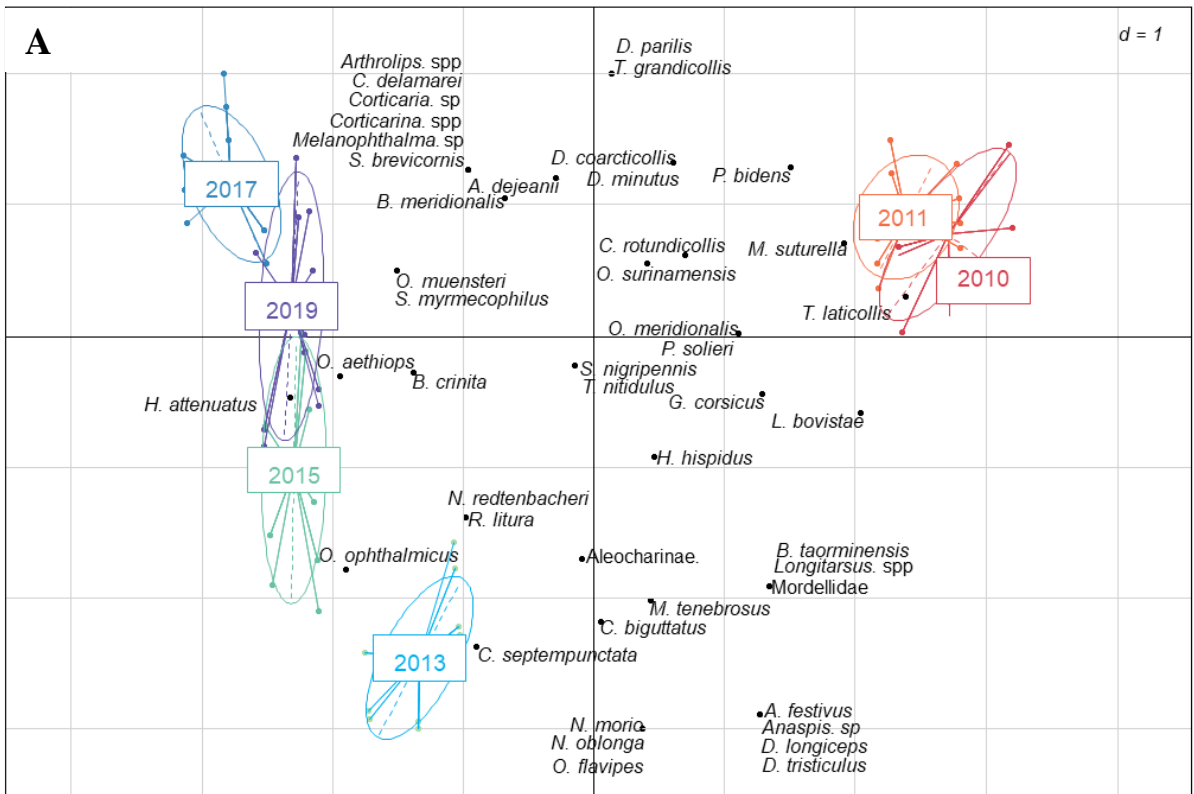 A
d = 1
D. parilis
T. grandicollis
Arthrolips. spp
C. delamarei
Corticaria. sp
Corticarina. spp
Melanophthalma. sp
S. brevicornis
A. dejeanii
B. meridionalis
D. coarcticollis
D. minutus
P. bidens
2017
2011
C. rotundicollis
M. suturella
O. surinamensis
2010
O. muensteri
S. myrmecophilus
2019
T. laticollis
O. meridionalis
P. solieri
O. aethiops
B. crinita
S. nigripennis
T. nitidulus
H. attenuatus
G. corsicus
L. bovistae
H. hispidus
2015
N. redtenbacheri
R. litura
O. ophthalmicus
Aleocharinae.
B. taorminensis
Longitarsus. spp
Mordellidae
M. tenebrosus
C. biguttatus
2013
C. septempunctata
N. morio
N. oblonga
O. flavipes
A. festivus
Anaspis. sp
D. longiceps
D. tristiculus